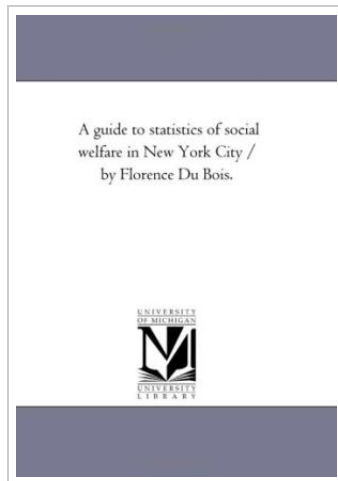 A guide to statistics of social
welfare in New York City /
by Florence Du Bois.
UNIVERSITY
OF MICHIGAN
UNIVERSITY
LIBRARY